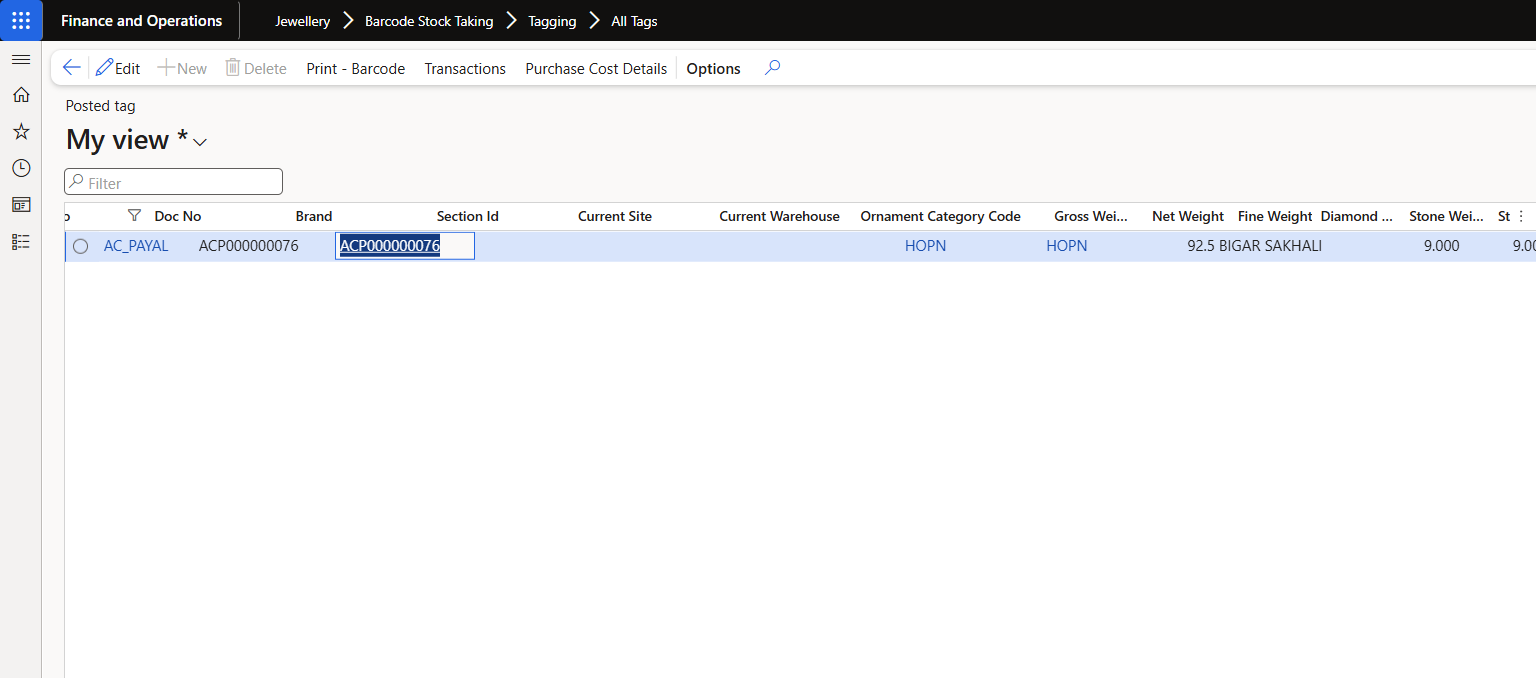 Finance and Operations Jewellery Barcode Stock Taking Tagging All Tags
Edit New Delete Print - Barcode Transactions Purchase Cost Details Options
Posted tag
My view *
Filter
o Doc No Brand Section Id Current Site Current Warehouse Ornament Category Code Gross Wei... Net Weight Fine Weight Diamond ... Stone Wei... St
AC_PAYAL ACP000000076 ACP000000076 HOPN HOPN 92.5 BIGAR SAKHALI 9.000 9.00